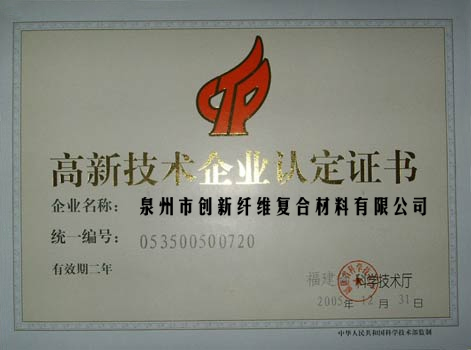 高新技术企业认定证书
企业名称：泉州市创新纤维复合材料有限公司
统一编号：053500500720
有效期二年
福建 科学技术厅
2005年12月31日
中华人民共和国科学技术部监制